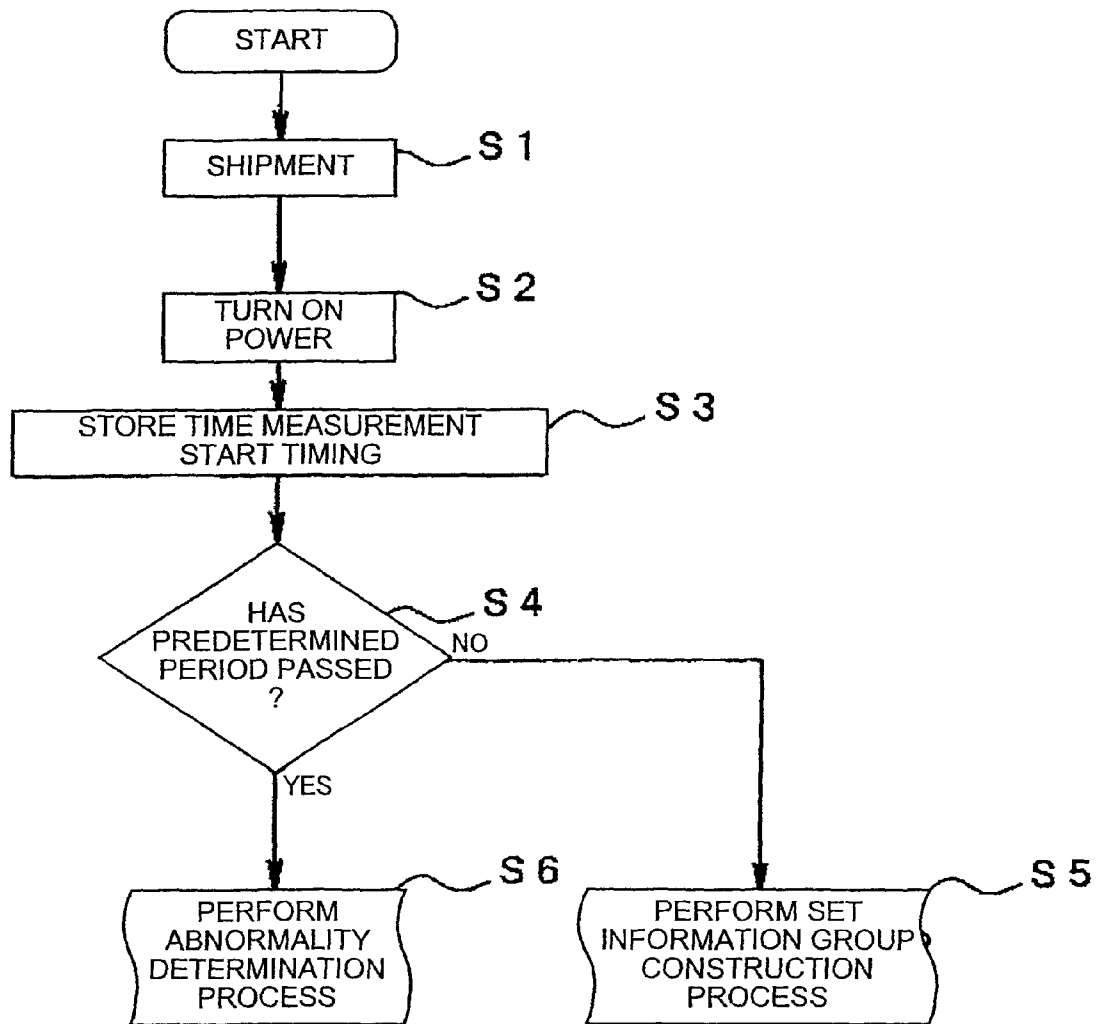 START
SHIPMENT
S 1
TURN ON
POWER
S 2
STORE TIME MEASUREMENT
START TIMING
S 3
HAS
PREDETERMINED
PERIOD PASSED
?
S 4
NO
YES
PERFORM
ABNORMALITY
DETERMINATION
PROCESS
S 6
PERFORM SET
INFORMATION GROUP
CONSTRUCTION
PROCESS
S 5